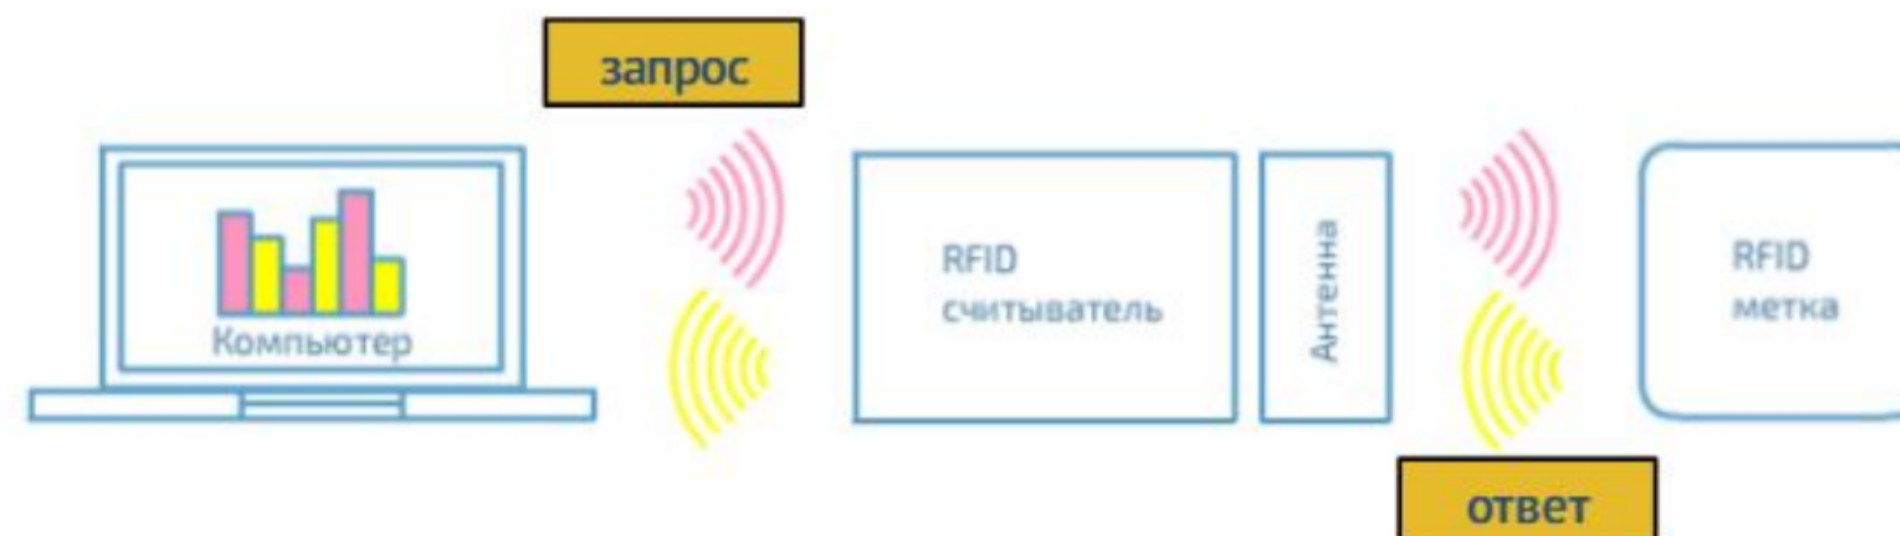 запрос
Компьютер
RFID
считыватель
Антенна
RFID
метка
ответ